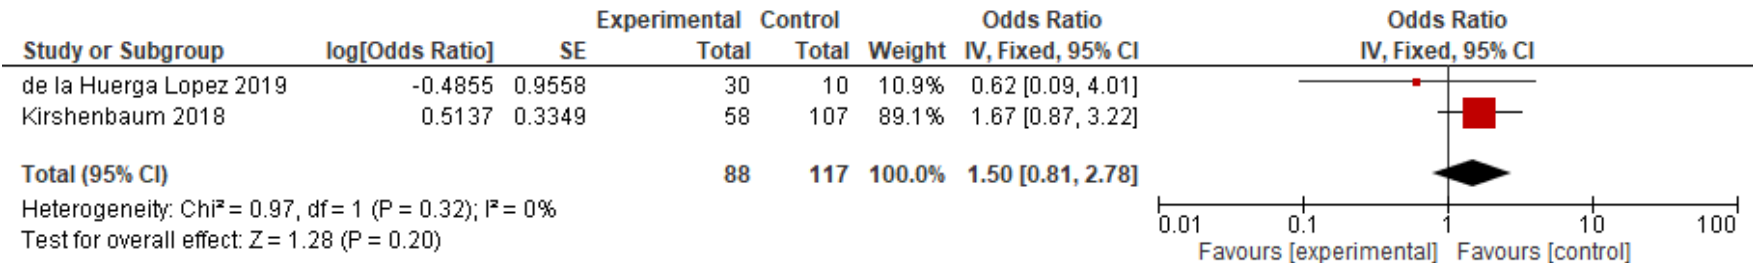 Experimental Control Odds Ratio Odds Ratio
Study or Subgroup log[Odds Ratio] SE Total Total Weight IV, Fixed, 95% CI IV, Fixed, 95% CI
de la Huerga Lopez 2019 -0.4855 0.9558 30 10 10.9% 0.62 [0.09, 4.01]
Kirshenbaum 2018 0.5137 0.3349 58 107 89.1% 1.67 [0.87, 3.22]
Total (95% CI) 88 117 100.0% 1.50 [0.81, 2.78]
Heterogeneity: Chi² = 0.97, df = 1 (P = 0.32); I² = 0%
Test for overall effect: Z = 1.28 (P = 0.20)
0.01 0.1 1 10 100
Favours [experimental] Favours [control]